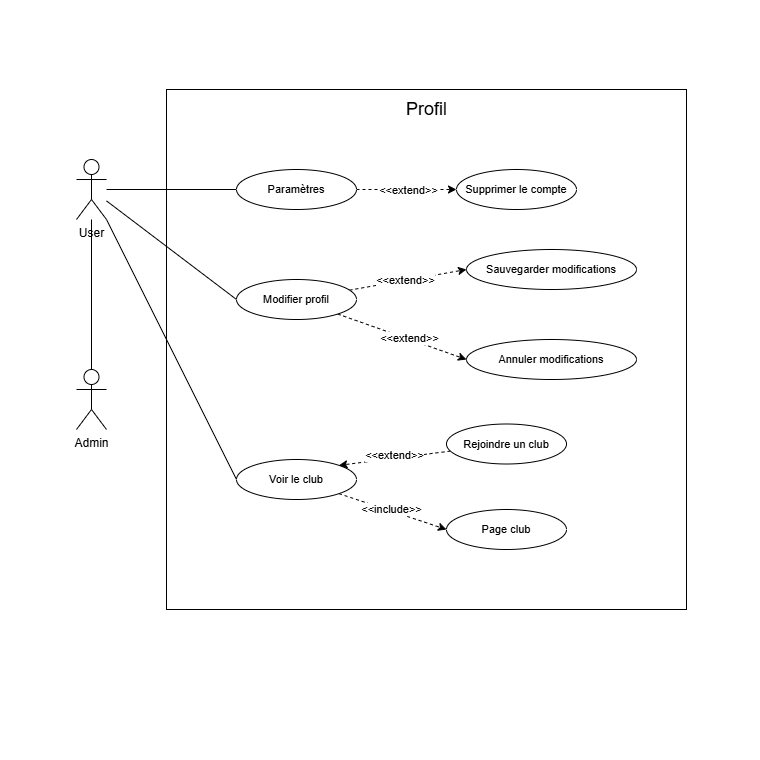 Profil
Paramètres
<<extend>>
Supprimer le compte
User
Sauvegarder modifications
<<extend>>
Modifier profil
<<extend>>
Annuler modifications
Admin
Rejoindre un club
<<extend>>
Voir le club
<<include>>
Page club